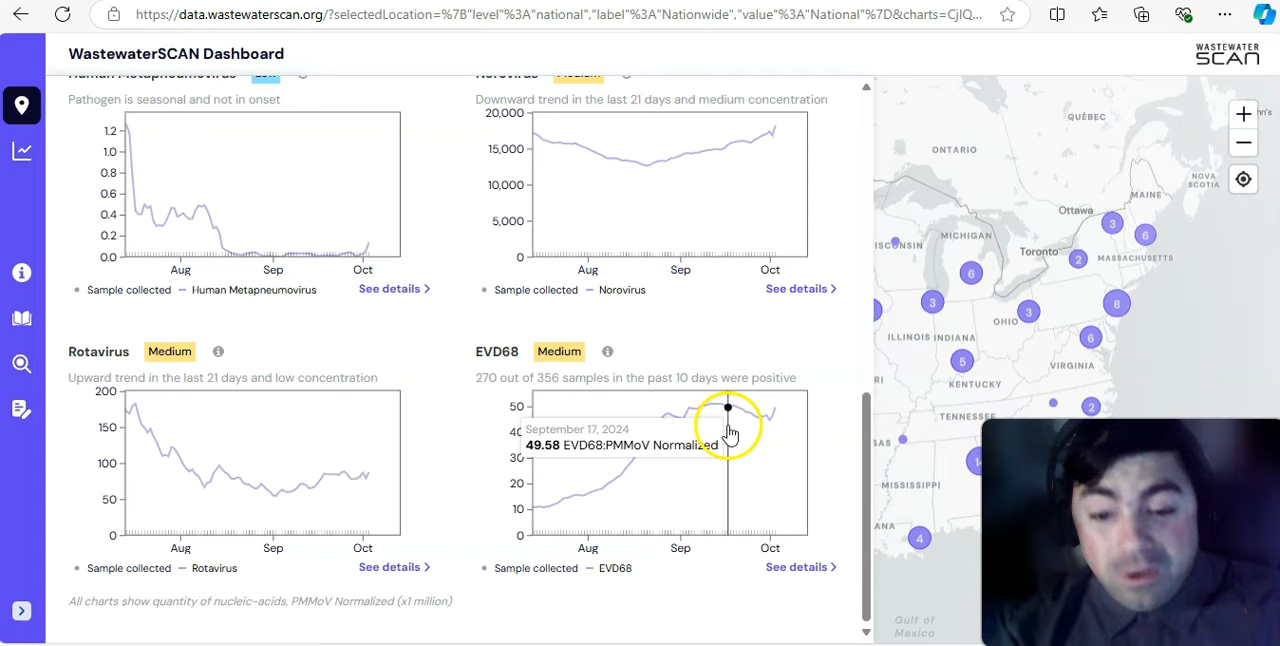 https://data.wastewaterscan.org/?selectedLocation=%7B"level"%3A"national","label"%3A"Nationwide","value"%3A"National"%7D&charts=CjIQ...
WastewaterSCAN Dashboard
WASTEWATER
SCAN
Human Metapneumovirus Low
Pathogen is seasonal and not in onset
1.2
1.0
0.8
0.6
0.4
0.2
0.0
Aug Sep Oct
Sample collected Human Metapneumovirus See details >
Norovirus Medium
Downward trend in the last 21 days and medium concentration
20,000
15,000
10,000
5,000
0
Aug Sep Oct
Sample collected Norovirus See details >
Rotavirus Medium
Upward trend in the last 21 days and low concentration
200
150
100
50
0
Aug Sep Oct
Sample collected Rotavirus See details >
EVD68 Medium
270 out of 356 samples in the past 10 days were positive
50
40
30
20
10
0
September 17, 2024
49.58 EVD68:PMMoV Normalized
Aug Sep Oct
Sample collected EVD68 See details >
All charts show quantity of nucleic-acids, PMMoV Normalized (x1 million)
QUÉBEC
ONTARIO
NOVA
SCOTIA
MAINE
Ottawa
3
6
MICHIGAN
Toronto
2
MASSACHUSETTS
6
3
OHIO
3
8
ILLINOIS INDIANA
6
5
VIRGINIA
KENTUCKY
TENNESSEE
2
MISSISSIPPI
4
Gulf of
Mexico